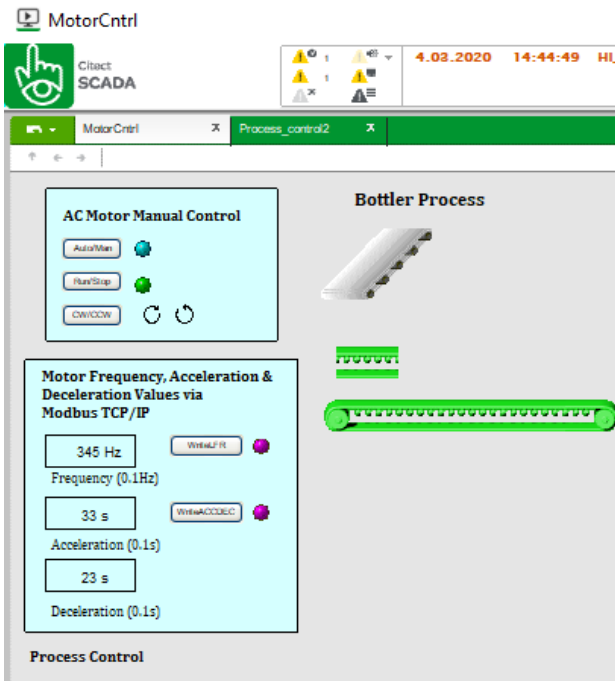 MotorCntrl
Citect
SCADA
1
1
4.03.2020 14:44:49 HI_
MotorCntrl
Process_control2
AC Motor Manual Control
Auto/Man
Run/Stop
CW/CCW
Bottler Process
Motor Frequency, Acceleration &
Deceleration Values via
Modbus TCP/IP
345 Hz
WriteLFR
Frequency (0.1Hz)
33 s
WriteACCDEC
Acceleration (0.1s)
23 s
Deceleration (0.1s)
Process Control